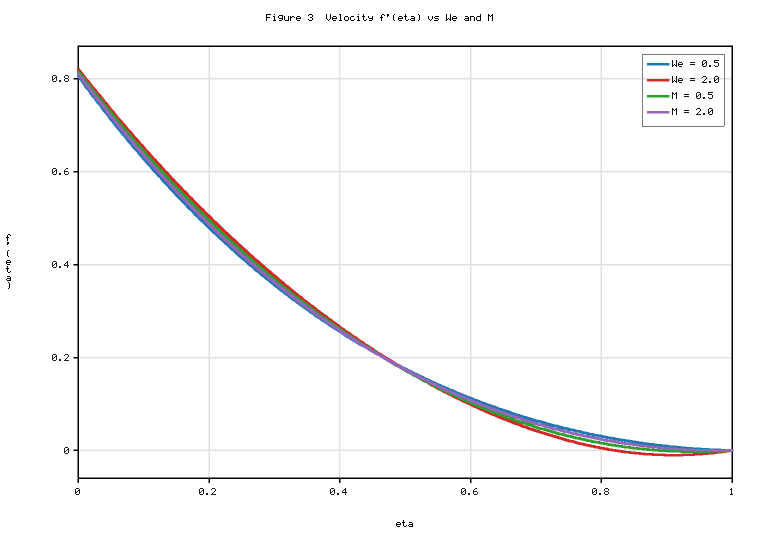 Figure 3  Velocity f'(eta) vs We and M
We = 0.5
We = 2.0
M = 0.5
M = 2.0
0.8
0.6
0.4
0.2
0
f'(eta)
0 0.2 0.4 0.6 0.8 1
eta